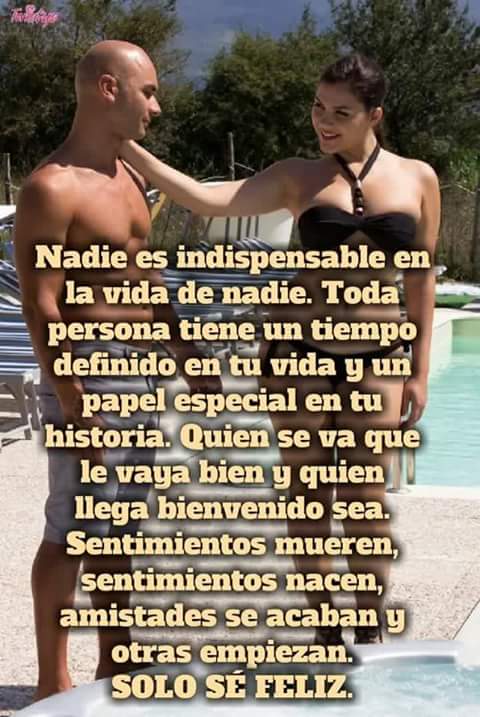 Nadie es indispensable en
la vida de nadie. Toda
persona tiene un tiempo
definido en tu vida y un
papel especial en tu
historia. Quien se va que
le vaya bien y quien
llega bienvenido sea.
Sentimientos mueren,
sentimientos nacen,
amistades se acaban y
otras empiezan.
SOLO SÉ FELIZ.